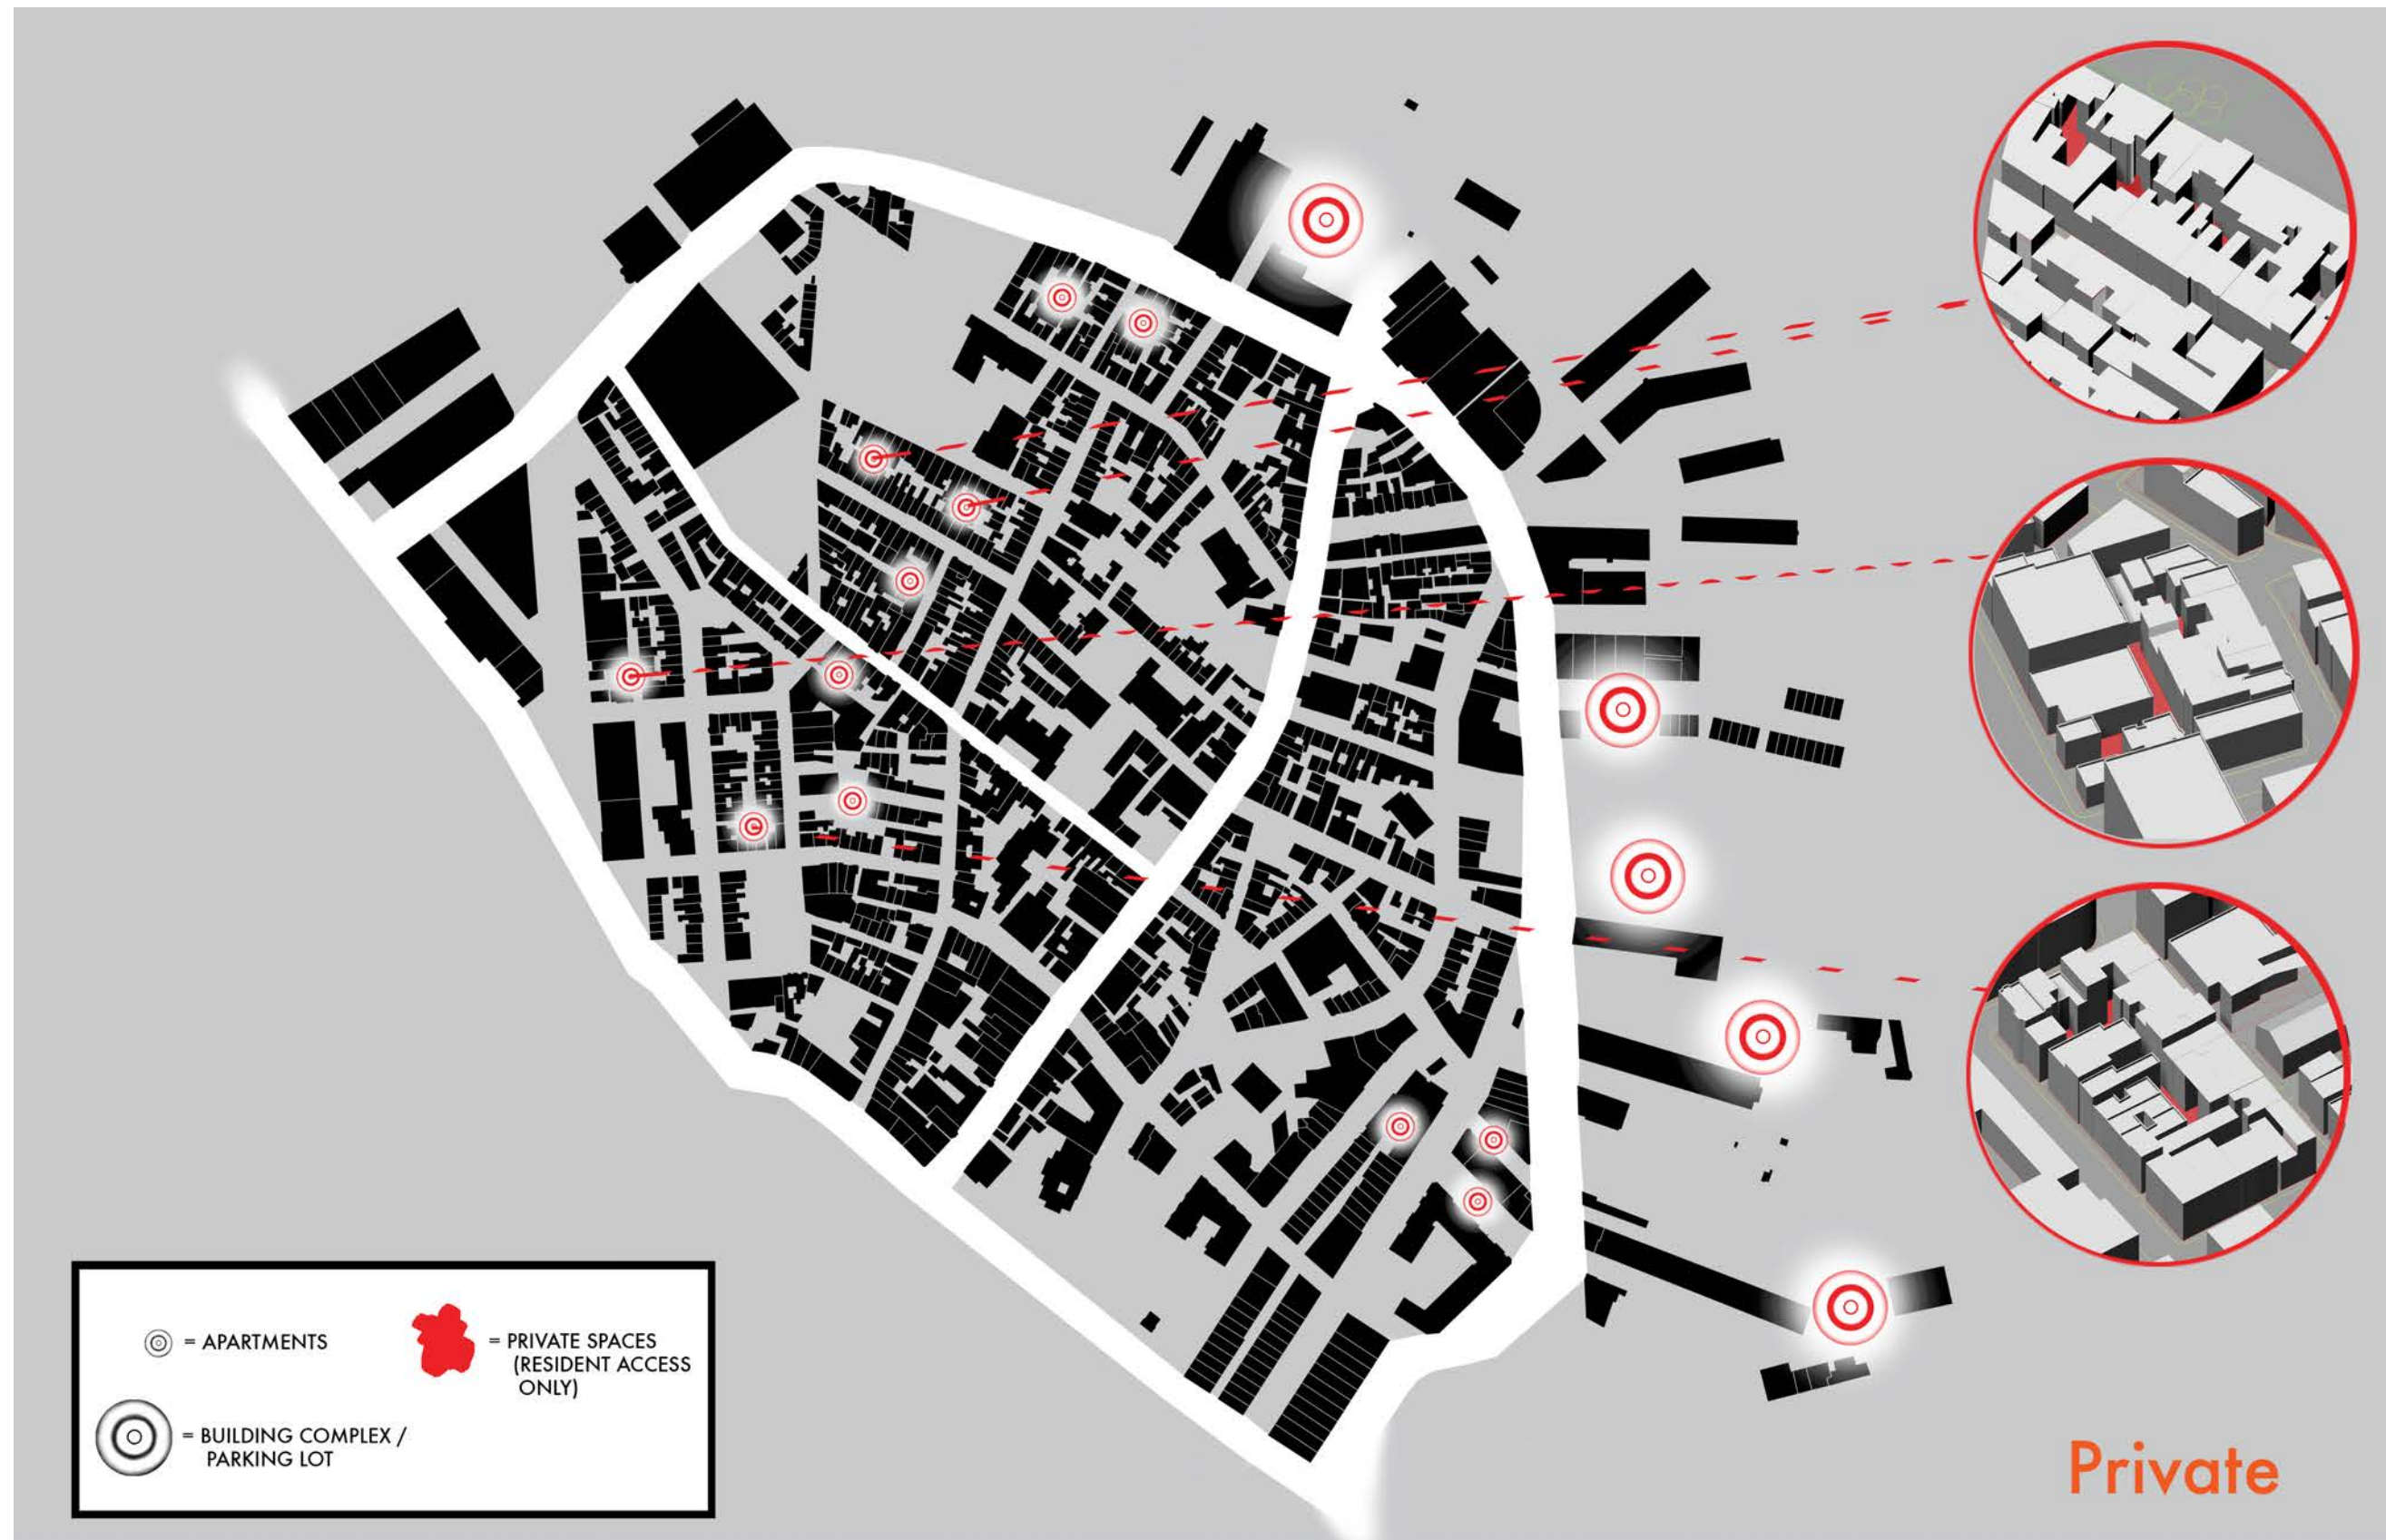 = APARTMENTS
= PRIVATE SPACES
(RESIDENT ACCESS
ONLY)
= BUILDING COMPLEX /
PARKING LOT
Private